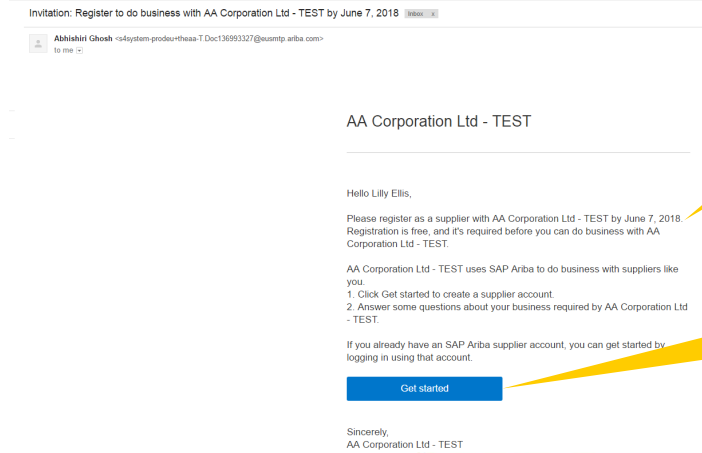 Invitation: Register to do business with AA Corporation Ltd - TEST by June 7, 2018 Inbox x
Abhishiri Ghosh <s4system-prodeu+theaa-T.Doc136993327@eusmtp.ariba.com>
to me
AA Corporation Ltd - TEST
Hello Lilly Ellis,
Please register as a supplier with AA Corporation Ltd - TEST by June 7, 2018.
Registration is free, and it's required before you can do business with AA
Corporation Ltd - TEST.
AA Corporation Ltd - TEST uses SAP Ariba to do business with suppliers like
you.
1. Click Get started to create a supplier account.
2. Answer some questions about your business required by AA Corporation Ltd
- TEST.
If you already have an SAP Ariba supplier account, you can get started by
logging in using that account.
Get started
Sincerely,
AA Corporation Ltd - TEST